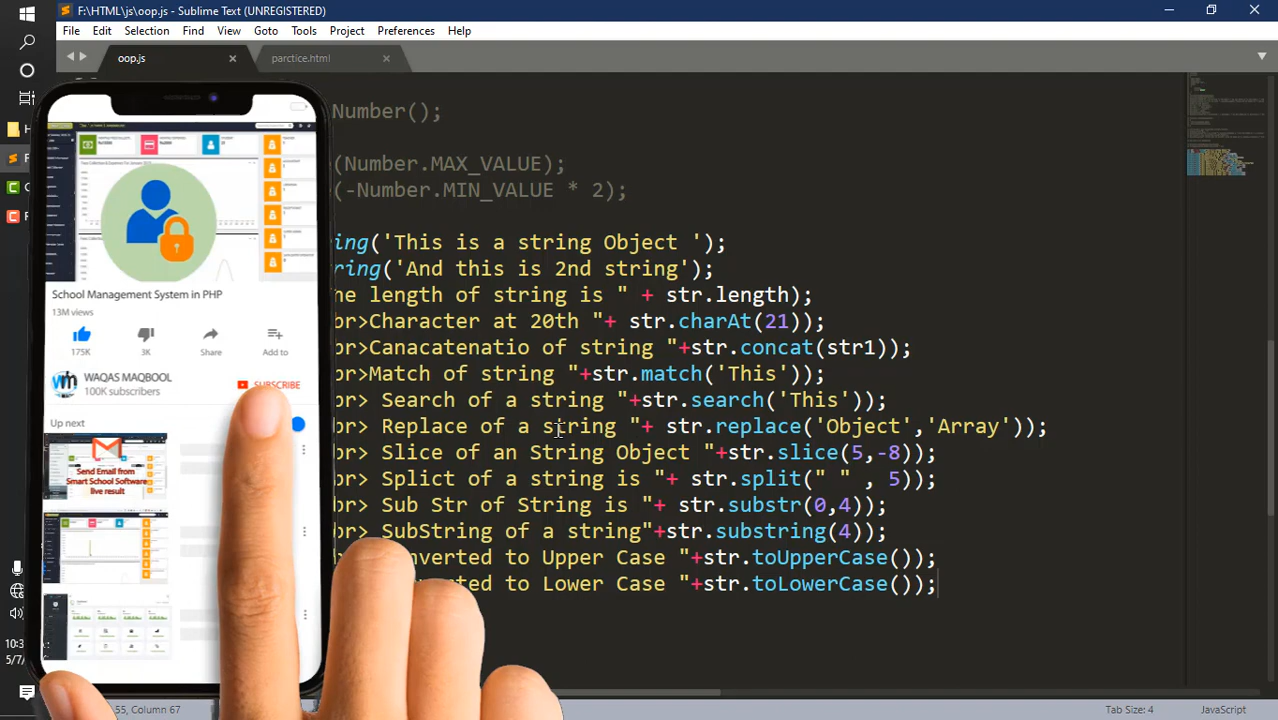 F:\HTML\js\oop.js - Sublime Text (UNREGISTERED)
File Edit Selection Find View Goto Tools Project Preferences Help
oop.js parctice.html
Number();
(Number.MAX_VALUE);
(-Number.MIN_VALUE * 2);
ing('This is a string Object ');
ring('And this is 2nd string');
he length of string is " + str.length);
br>Character at 20th "+ str.charAt(21));
br>Canacatenatio of string "+str.concat(str1));
br>Match of string "+str.match('This'));
br> Search of a string "+str.search('This'));
br> Replace of a string "+ str.replace('Object','Array'));
br> Slice of an String Object "+str.slice(5,-8));
br> Splict of a string is "+ str.split(" " , 5));
br> Sub Str of String is "+ str.substr(0,4));
br> SubString of a string"+str.substring(4));
nverted to Upper Case "+str.toUpperCase());
rted to Lower Case "+str.toLowerCase());
School Management System in PHP
13M views
175K 3K Share Add to
WAQAS MAQBOOL
100K subscribers
SUBSCRIBE
Up next
Send Email from
Smart School Software
live result
10:3
5/7/
55, Column 67
Tab Size: 4
JavaScript